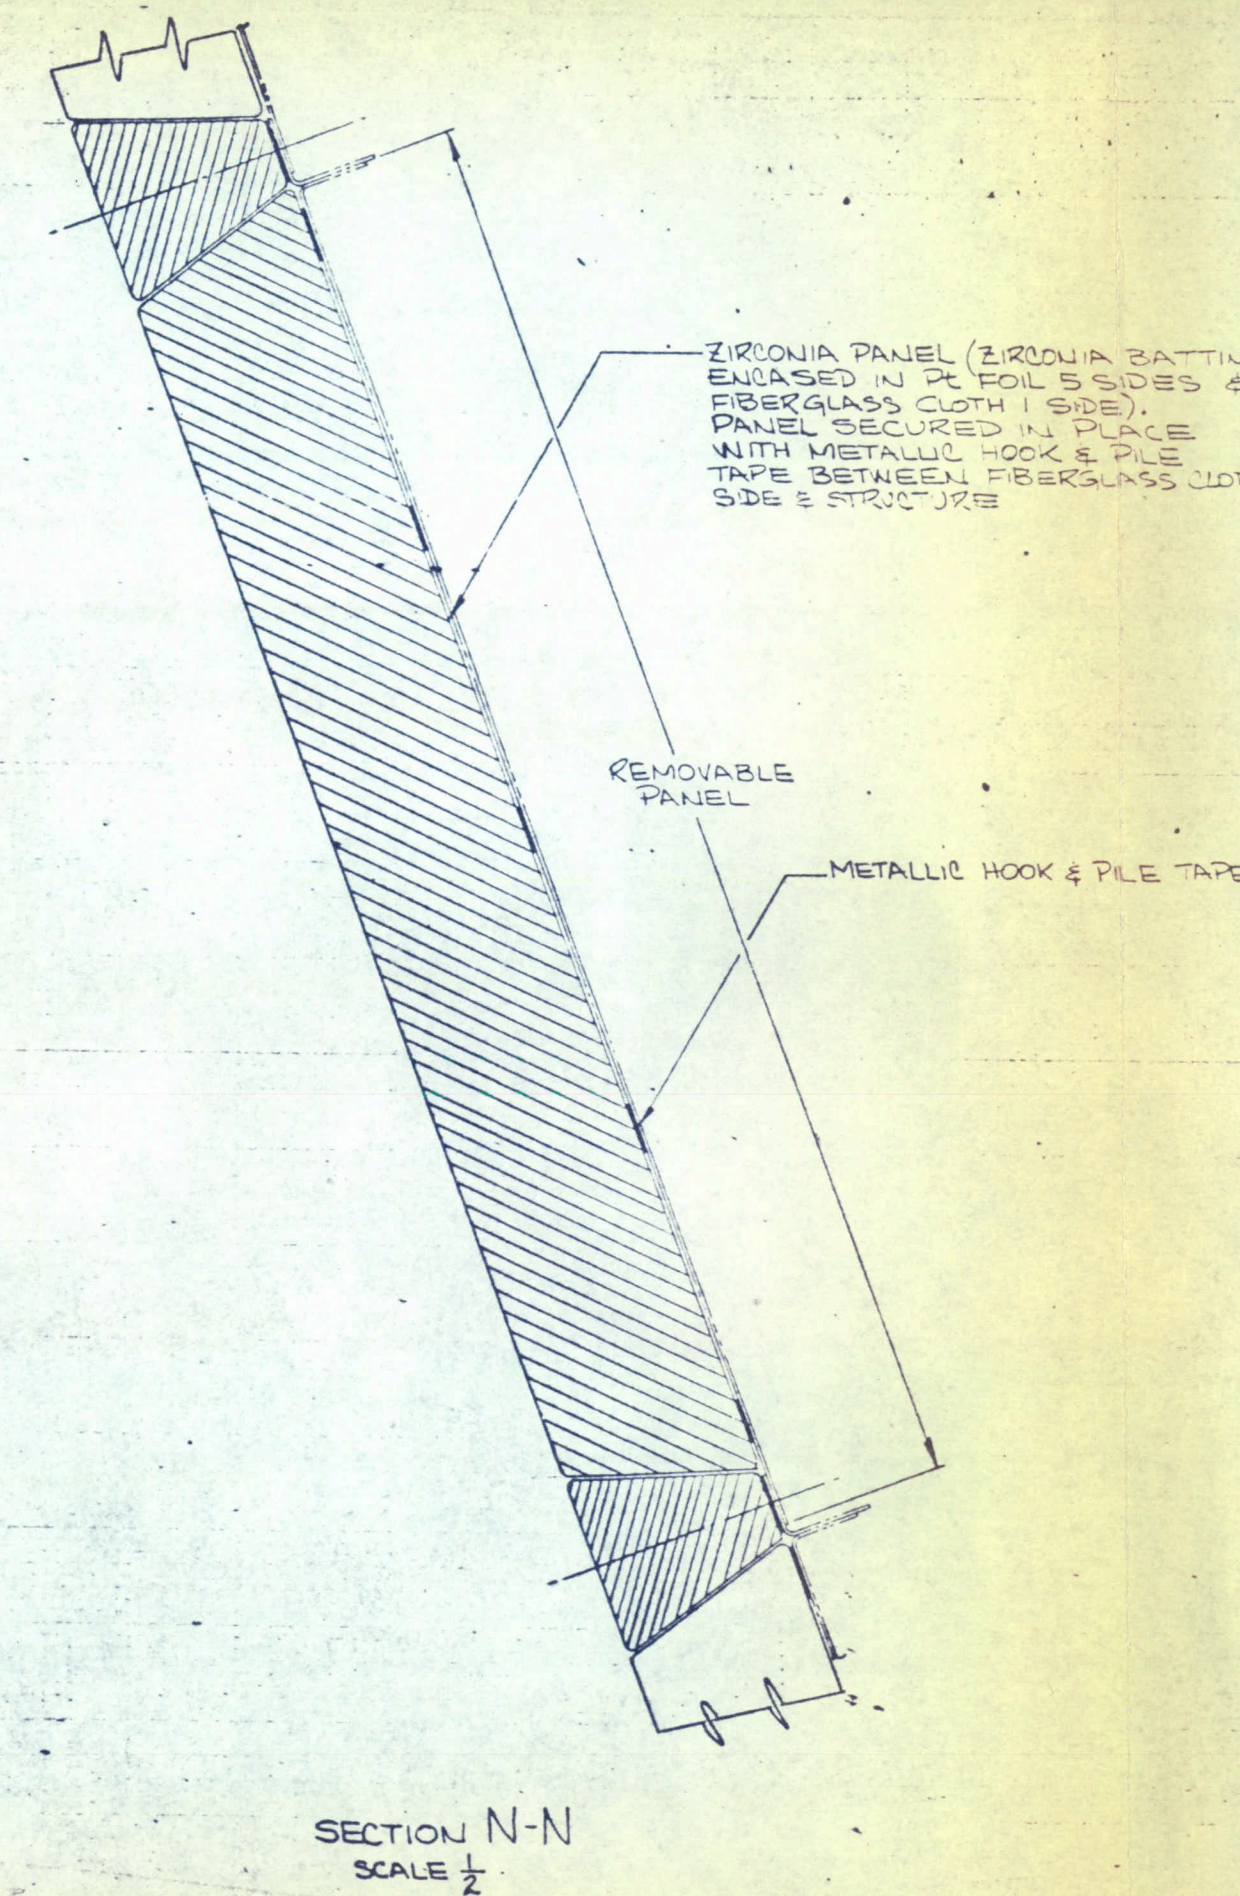 ZIRCONIA PANEL (ZIRCONIA BATTIN
ENCASED IN Pt FOIL 5 SIDES &
FIBERGLASS CLOTH 1 SIDE).
PANEL SECURED IN PLACE
WITH METALLIC HOOK & PILE
TAPE BETWEEN FIBERGLASS CLOT
SIDE & STRUCTURE
REMOVABLE
PANEL
METALLIC HOOK & PILE TAPE
SECTION N-N
SCALE 1/2